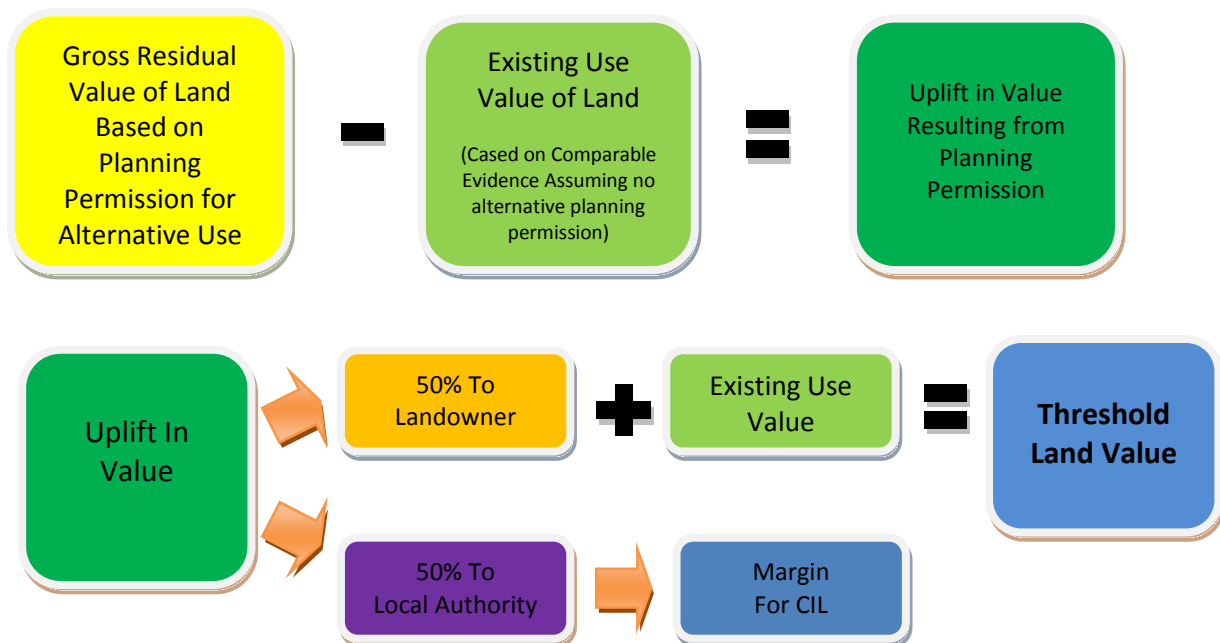 Gross Residual
Value of Land
Based on
Planning
Permission for
Alternative Use
Existing Use
Value of Land
(Cased on Comparable
Evidence Assuming no
alternative planning
permission)
Uplift in Value
Resulting from
Planning
Permission
Uplift In
Value
50% To
Landowner
Existing Use
Value
Threshold
Land Value
50% To
Local Authority
Margin
For CIL